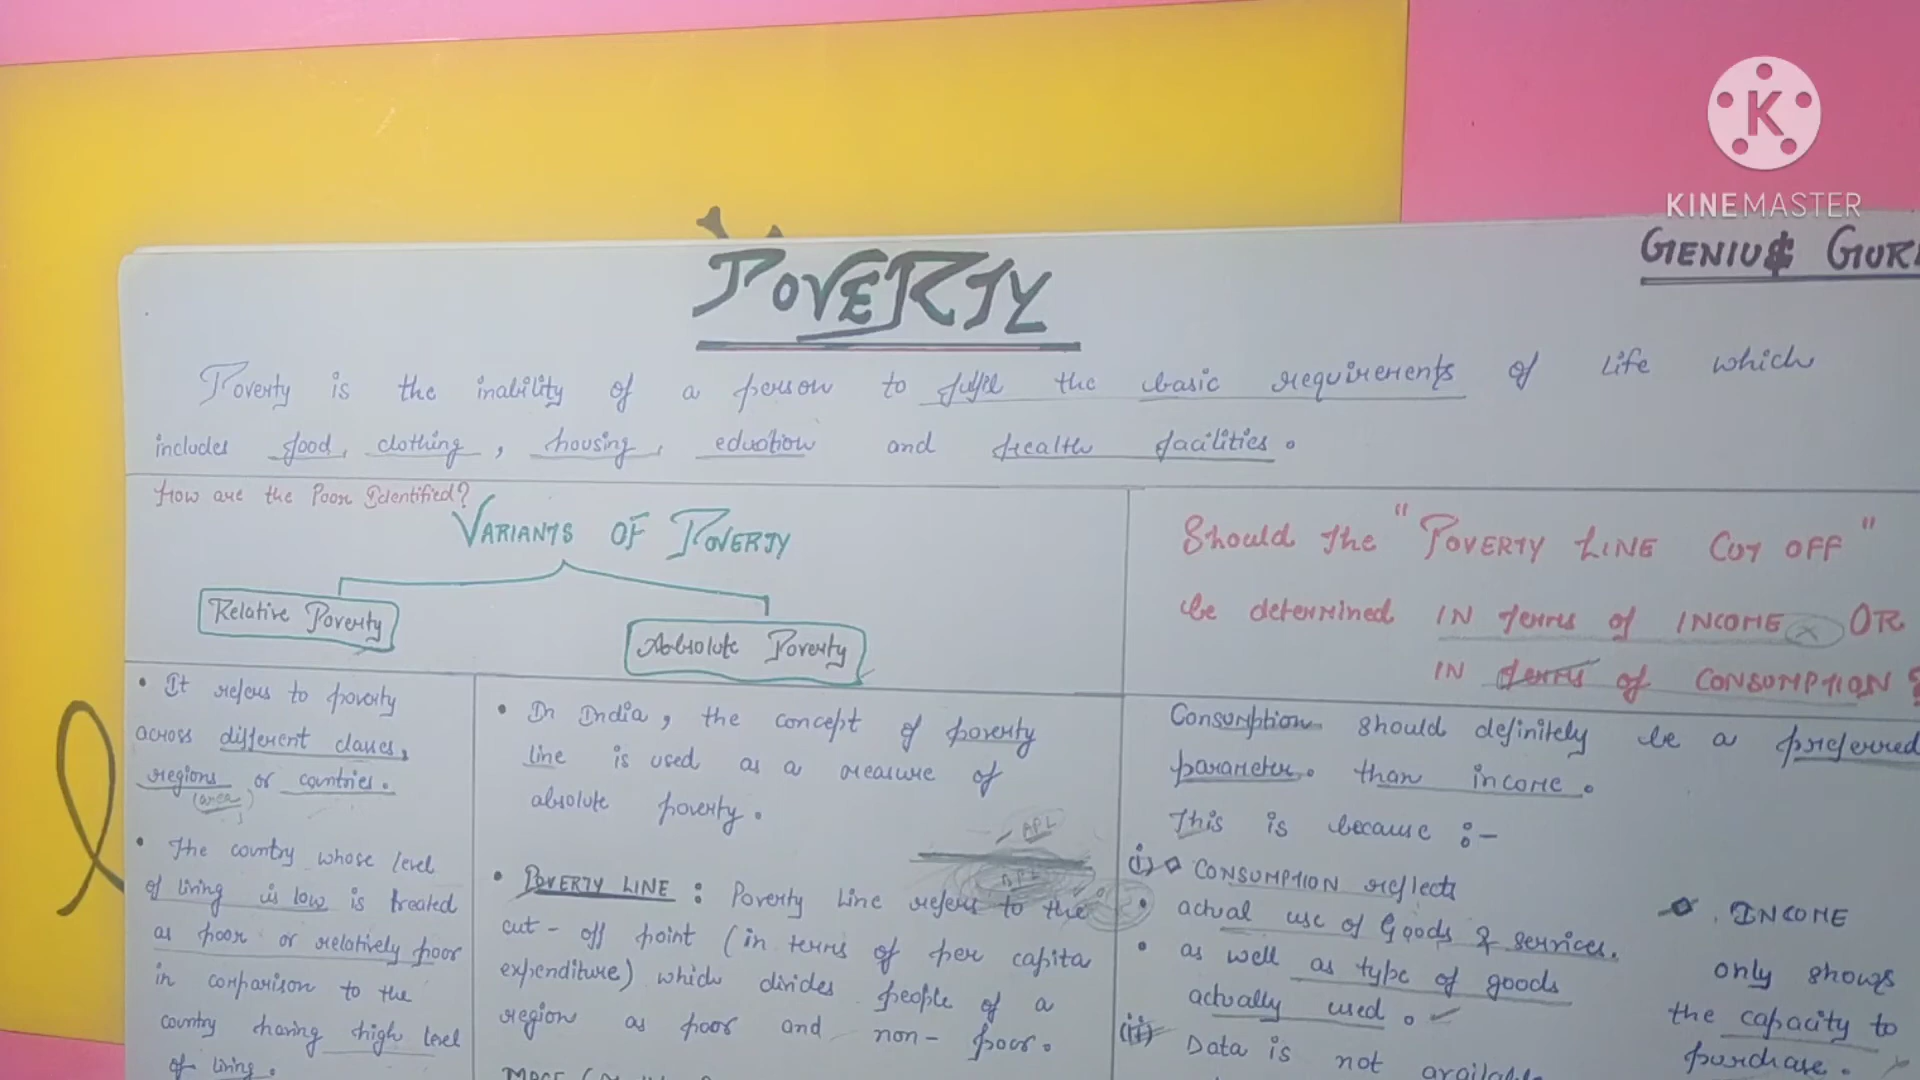 K
KINEMASTER
GENIU$ GUR
POVERTY
Poverty is the inability of a person to fulfil the basic requirements of life which
includes food, clothing, housing, eduction and health facilities.
How are the Poor Identified?
VARIANTS OF POVERTY
Relative Poverty
Absolute Poverty
• It refers to poverty
across different classes,
regions or countries.
(area)
• The country whose level
of living is low is treated
as poor or relatively poor
in comparison to the
country having high level
of living.
• In India, the concept of poverty
line is used as a measure of
absolute poverty.
APL
BPL
• POVERTY LINE : Poverty line refers to the
cut-off point (in terms of per capita
expenditure) which divides people of a
region as poor and non-poor.
Should the "POVERTY LINE CUT OFF"
be determined IN terms of INCOME x OR
IN terms of CONSUMPTION ?
Consumption should definitely be a preferred
parameter. than income.
This is because :-
(i) CONSUMPTION reflects
• actual use of Goods & services.
• as well as type of goods
actually used.
INCOME
only shows
the capacity to
purchase.
(ii) Data is not available